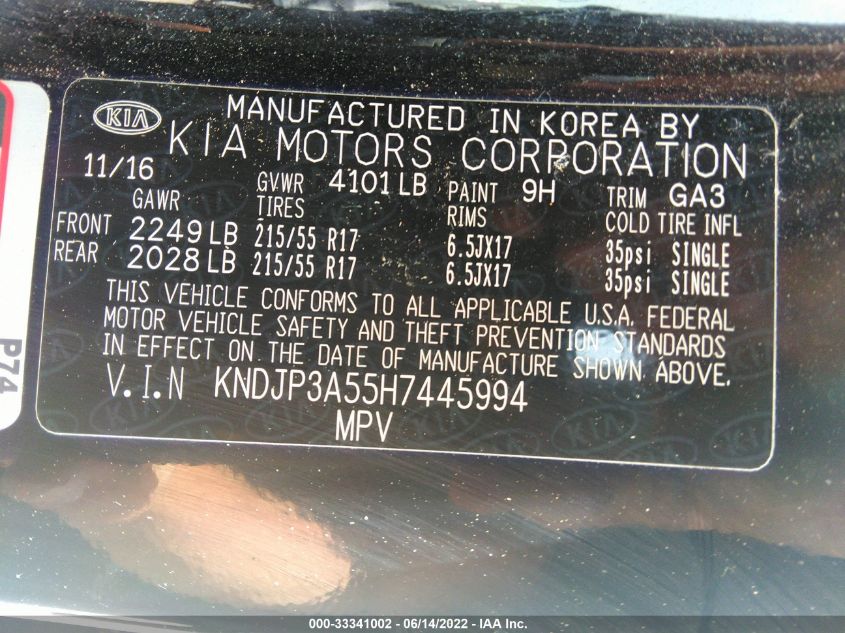 KIA
MANUFACTURED IN KOREA BY
KIA MOTORS CORPORATION
11/16 GVWR 4101 LB PAINT 9H TRIM GA3
GAWR TIRES RIMS COLD TIRE INFL
FRONT 2249 LB 215/55 R17 6.5JX17 35psi SINGLE
REAR 2028 LB 215/55 R17 6.5JX17 35psi SINGLE
THIS VEHICLE CONFORMS TO ALL APPLICABLE U.S.A. FEDERAL
MOTOR VEHICLE SAFETY AND THEFT PREVENTION STANDARDS
IN EFFECT ON THE DATE OF MANUFACTURE SHOWN ABOVE.
V.I.N KNDJP3A55H7445994
MPV
P74
000-33341002 - 06/14/2022 - IAA Inc.